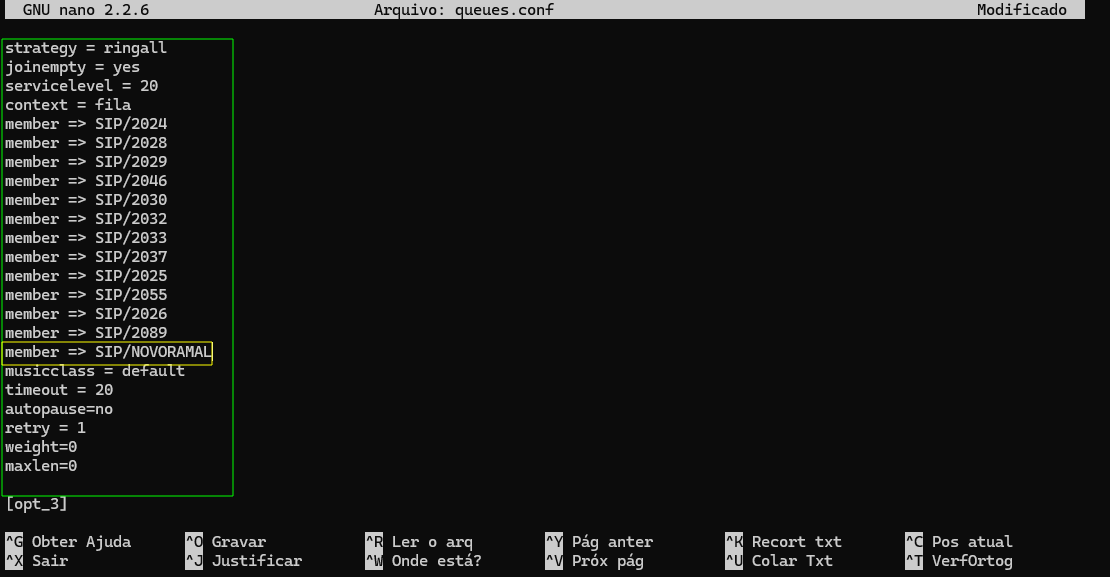 GNU nano 2.2.6 Arquivo: queues.conf Modificado
strategy = ringall
joinempty = yes
servicelevel = 20
context = fila
member => SIP/2024
member => SIP/2028
member => SIP/2029
member => SIP/2046
member => SIP/2030
member => SIP/2032
member => SIP/2033
member => SIP/2037
member => SIP/2025
member => SIP/2055
member => SIP/2026
member => SIP/2089
member => SIP/NOVORAMAL
musicclass = default
timeout = 20
autopause=no
retry = 1
weight=0
maxlen=0
[opt_3]
^G Obter Ajuda ^O Gravar ^R Ler o arq ^Y Pág anter ^K Recort txt ^C Pos atual
^X Sair ^J Justificar ^W Onde está? ^V Próx pág ^U Colar Txt ^T VerfOrtog